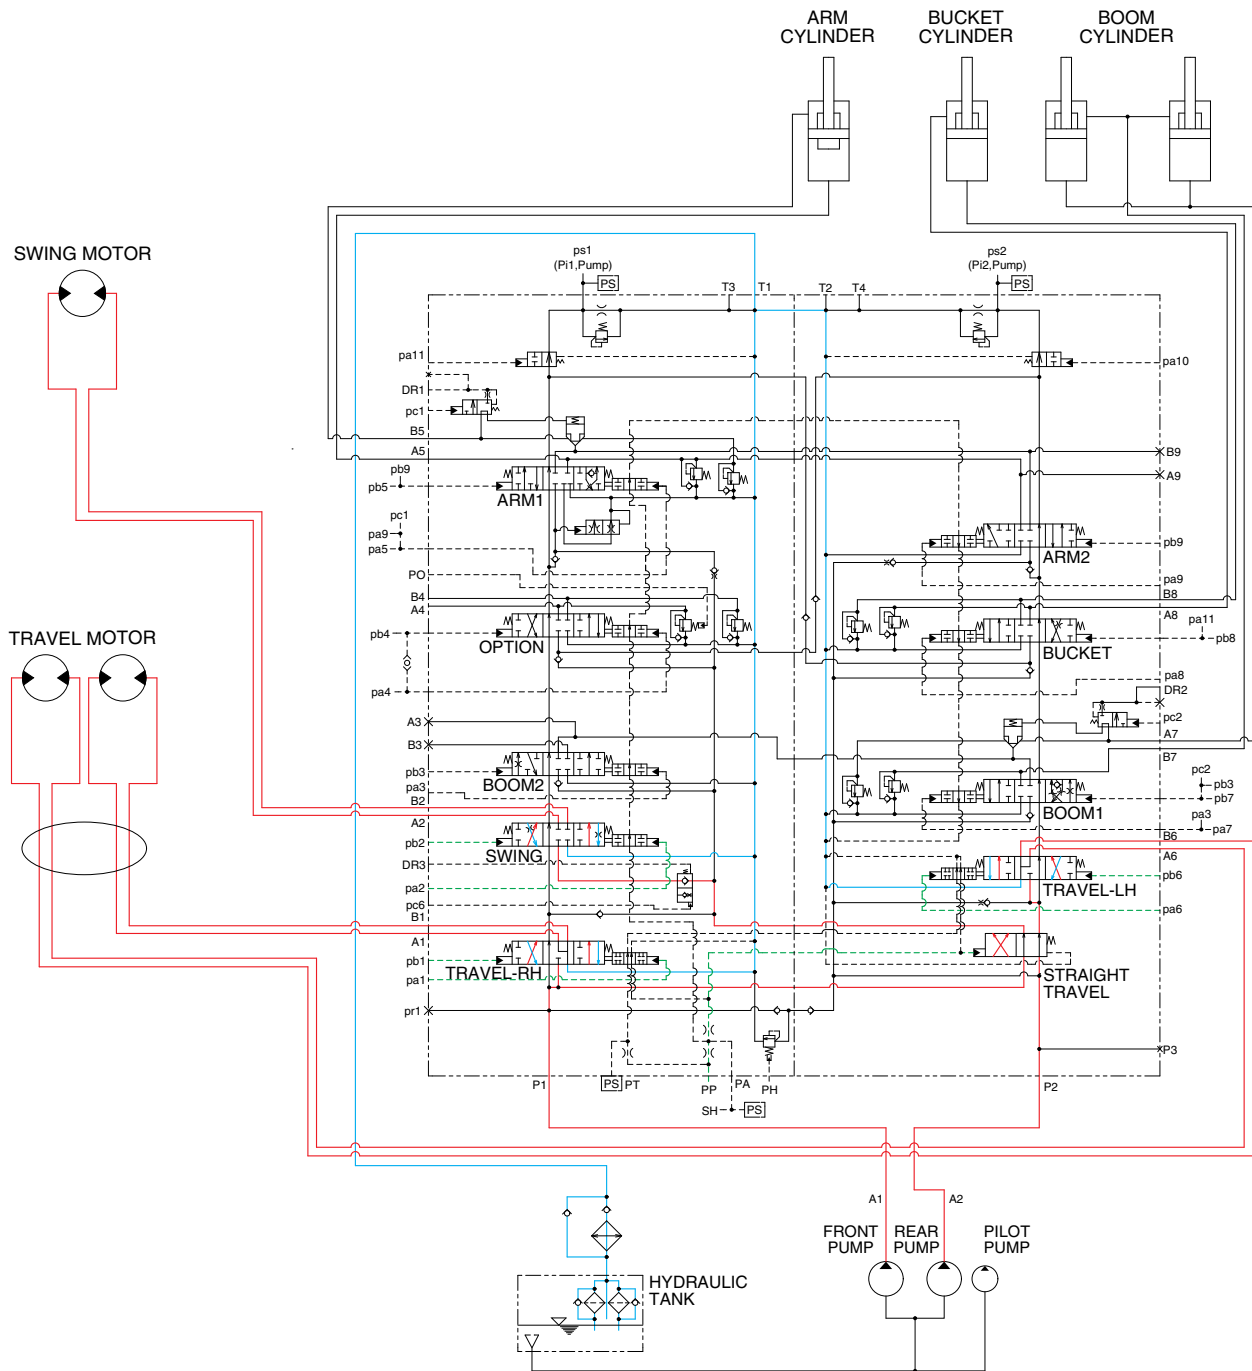 ARM
CYLINDER
BUCKET
CYLINDER
BOOM
CYLINDER
SWING MOTOR
ps1
(Pi1,Pump)
PS
ps2
(Pi2,Pump)
PS
T3
T1
T2
T4
pa11
pa10
DR1
pc1
B5
A5
B9
pb9
A9
pb5
ARM1
pc1
pa9
pa5
ARM2
pb9
PO
pa9
B4
B8
A4
A8
pa11
TRAVEL MOTOR
pb4
OPTION
BUCKET
pb8
pa4
pa8
DR2
A3
pc2
B3
A7
B7
pb3
BOOM2
pc2
pa3
pb3
B2
BOOM1
pb7
pa3
A2
pa7
B6
pb2
SWING
A6
DR3
TRAVEL-LH
pb6
pa2
pc6
pa6
B1
A1
pb1
TRAVEL-RH
pa1
STRAIGHT
TRAVEL
pr1
P3
P1
PS
PT
PP
PA
PH
P2
SH
PS
A1
A2
FRONT
PUMP
REAR
PUMP
PILOT
PUMP
HYDRAULIC
TANK